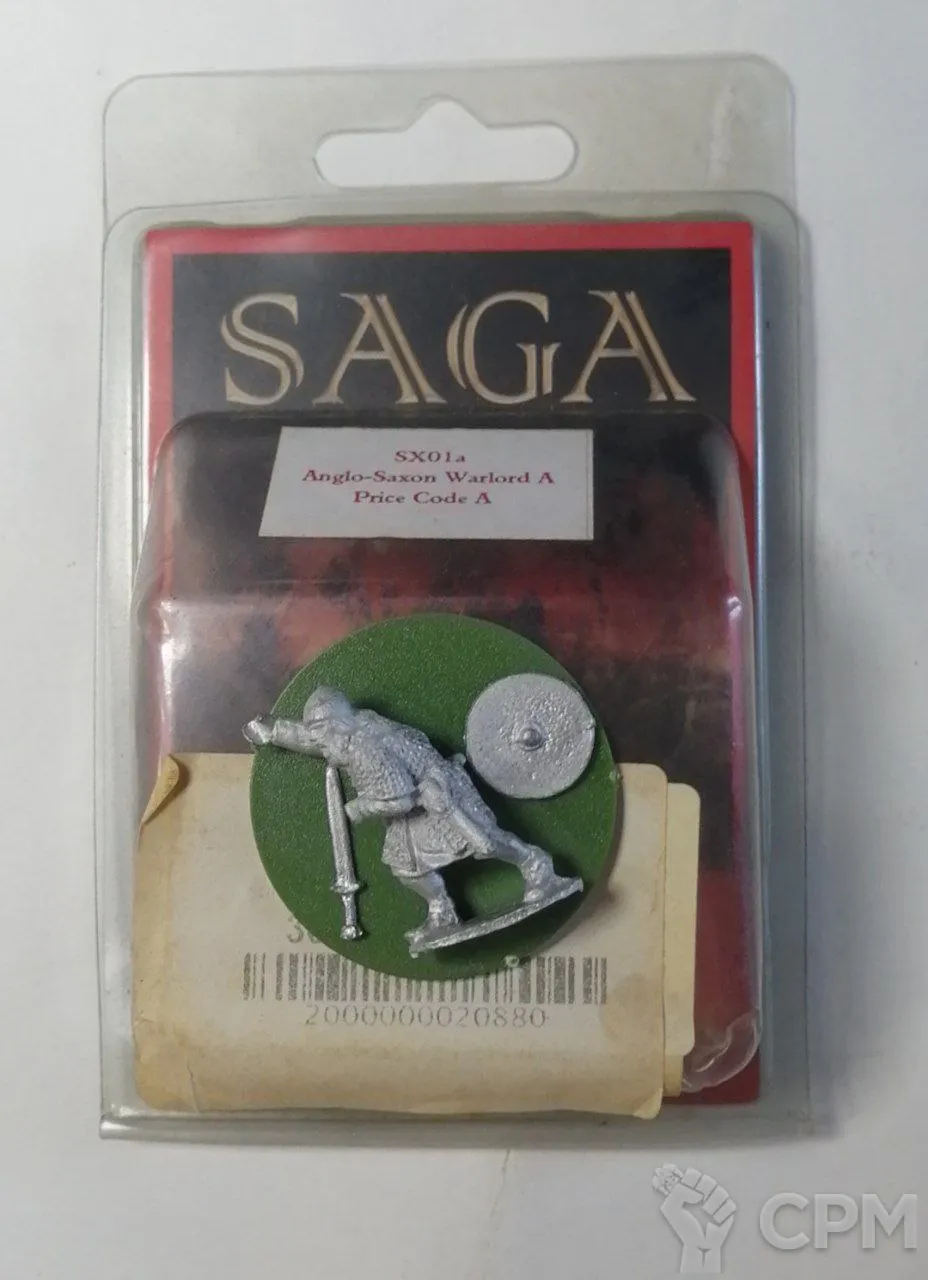 SAGA
SX01a
Anglo-Saxon Warlord A
Price Code A
2000000020880
CPM